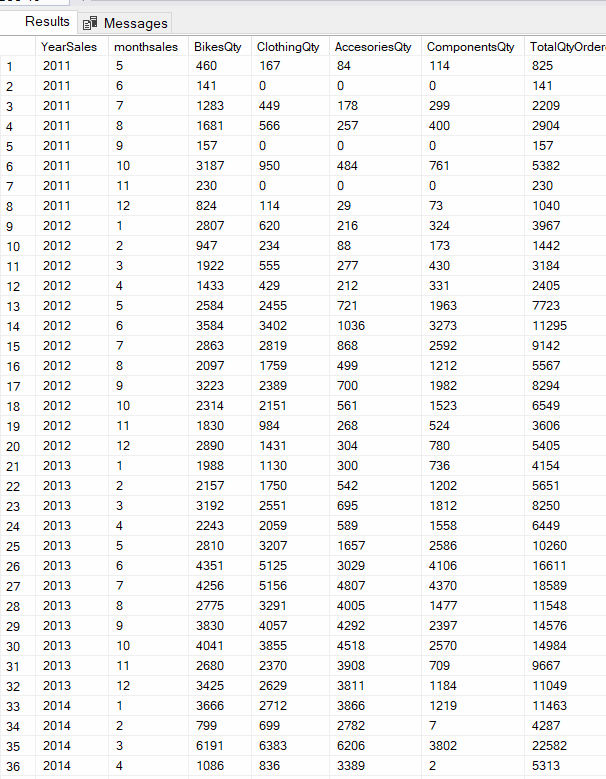 Results Messages
YearSales monthsales BikesQty ClothingQty AccesoriesQty ComponentsQty TotalQtyOrder
1 2011 5 460 167 84 114 825
2 2011 6 141 0 0 0 141
3 2011 7 1283 449 178 299 2209
4 2011 8 1681 566 257 400 2904
5 2011 9 157 0 0 0 157
6 2011 10 3187 950 484 761 5382
7 2011 11 230 0 0 0 230
8 2011 12 824 114 29 73 1040
9 2012 1 2807 620 216 324 3967
10 2012 2 947 234 88 173 1442
11 2012 3 1922 555 277 430 3184
12 2012 4 1433 429 212 331 2405
13 2012 5 2584 2455 721 1963 7723
14 2012 6 3584 3402 1036 3273 11295
15 2012 7 2863 2819 868 2592 9142
16 2012 8 2097 1759 499 1212 5567
17 2012 9 3223 2389 700 1982 8294
18 2012 10 2314 2151 561 1523 6549
19 2012 11 1830 984 268 524 3606
20 2012 12 2890 1431 304 780 5405
21 2013 1 1988 1130 300 736 4154
22 2013 2 2157 1750 542 1202 5651
23 2013 3 3192 2551 695 1812 8250
24 2013 4 2243 2059 589 1558 6449
25 2013 5 2810 3207 1657 2586 10260
26 2013 6 4351 5125 3029 4106 16611
27 2013 7 4256 5156 4807 4370 18589
28 2013 8 2775 3291 4005 1477 11548
29 2013 9 3830 4057 4292 2397 14576
30 2013 10 4041 3855 4518 2570 14984
31 2013 11 2680 2370 3908 709 9667
32 2013 12 3425 2629 3811 1184 11049
33 2014 1 3666 2712 3866 1219 11463
34 2014 2 799 699 2782 7 4287
35 2014 3 6191 6383 6206 3802 22582
36 2014 4 1086 836 3389 2 5313